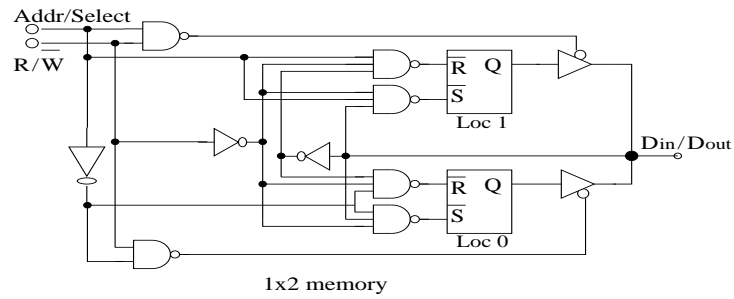 Addr/Select
R/W̅
R̅ Q
S̅
Loc 1
Din/Dout
R̅ Q
S̅
Loc 0
1x2 memory